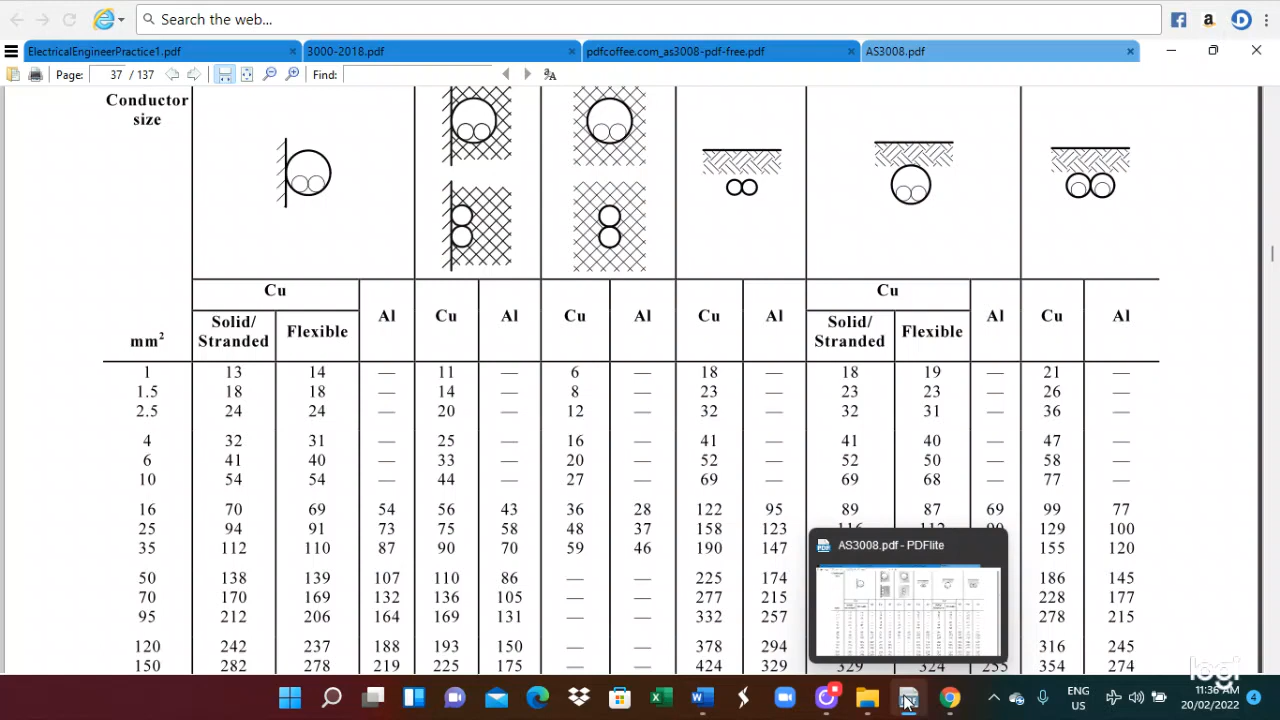 Search the web...
ElectricalEngineerPractice1.pdf × 3000-2018.pdf × pdfcoffee.com_as3008-pdf-free.pdf × AS3008.pdf ×
Page: 37 / 137 Find:
Conductor
size
Cu Cu
Al Cu Al Cu Al Cu Al Al Cu Al
Solid/ Solid/
Flexible Flexible
mm² Stranded Stranded
1 13 14 — 11 — 6 — 18 — 18 19 — 21 —
1.5 18 18 — 14 — 8 — 23 — 23 23 — 26 —
2.5 24 24 — 20 — 12 — 32 — 32 31 — 36 —
4 32 31 — 25 — 16 — 41 — 41 40 — 47 —
6 41 40 — 33 — 20 — 52 — 52 50 — 58 —
10 54 54 — 44 — 27 — 69 — 69 68 — 77 —
16 70 69 54 56 43 36 28 122 95 89 87 69 99 77
25 94 91 73 75 58 48 37 158 123 129 100
35 112 110 87 90 70 59 46 190 147 155 120
AS3008.pdf - PDFlite
50 138 139 107 110 86 — — 225 174 186 145
70 170 169 132 136 105 — — 277 215 228 177
95 212 206 164 169 131 — — 332 257 278 215
120 242 237 188 193 150 — — 378 294 316 245
150 282 278 219 225 175 — — 424 329 329 324 255 354 274
logi
ENG
US
11:36 AM
20/02/2022
4